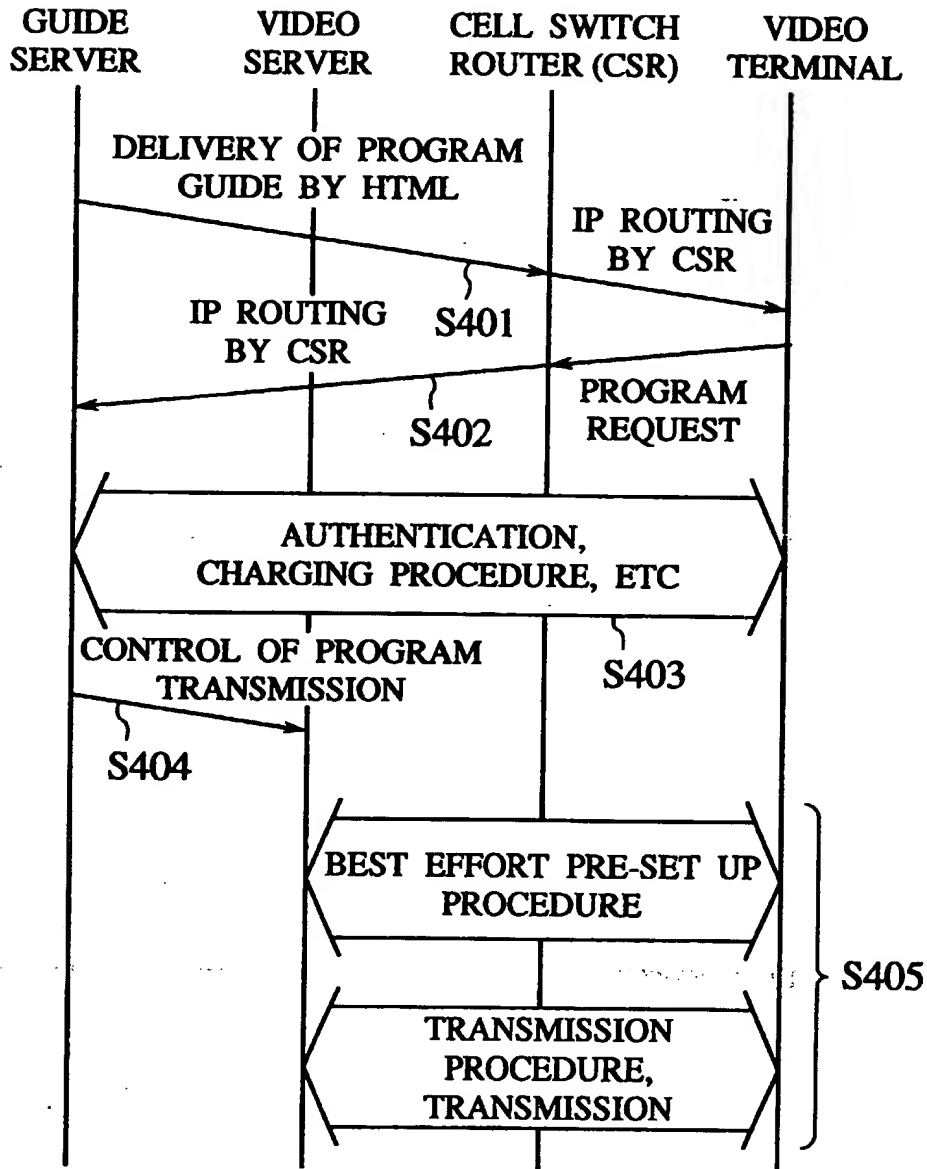 GUIDE
SERVER
VIDEO
SERVER
CELL SWITCH
ROUTER (CSR)
VIDEO
TERMINAL
DELIVERY OF PROGRAM
GUIDE BY HTML
IP ROUTING
BY CSR
S401
IP ROUTING
BY CSR
PROGRAM
REQUEST
S402
AUTHENTICATION,
CHARGING PROCEDURE, ETC
S403
CONTROL OF PROGRAM
TRANSMISSION
S404
BEST EFFORT PRE-SET UP
PROCEDURE
S405
TRANSMISSION
PROCEDURE,
TRANSMISSION